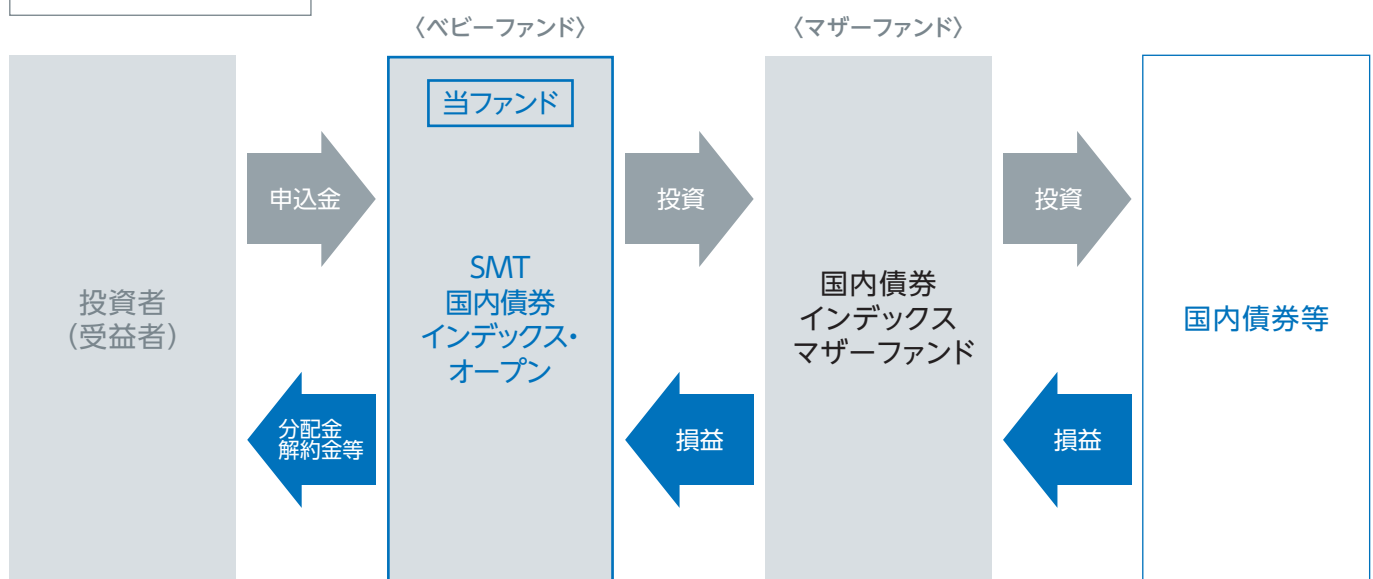 〈ベビーファンド〉
〈マザーファンド〉
当ファンド
申込金
投資
投資
投資者
(受益者)
SMT
国内債券
インデックス・
オープン
国内債券
インデックス
マザーファンド
国内債券等
分配金
解約金等
損益
損益